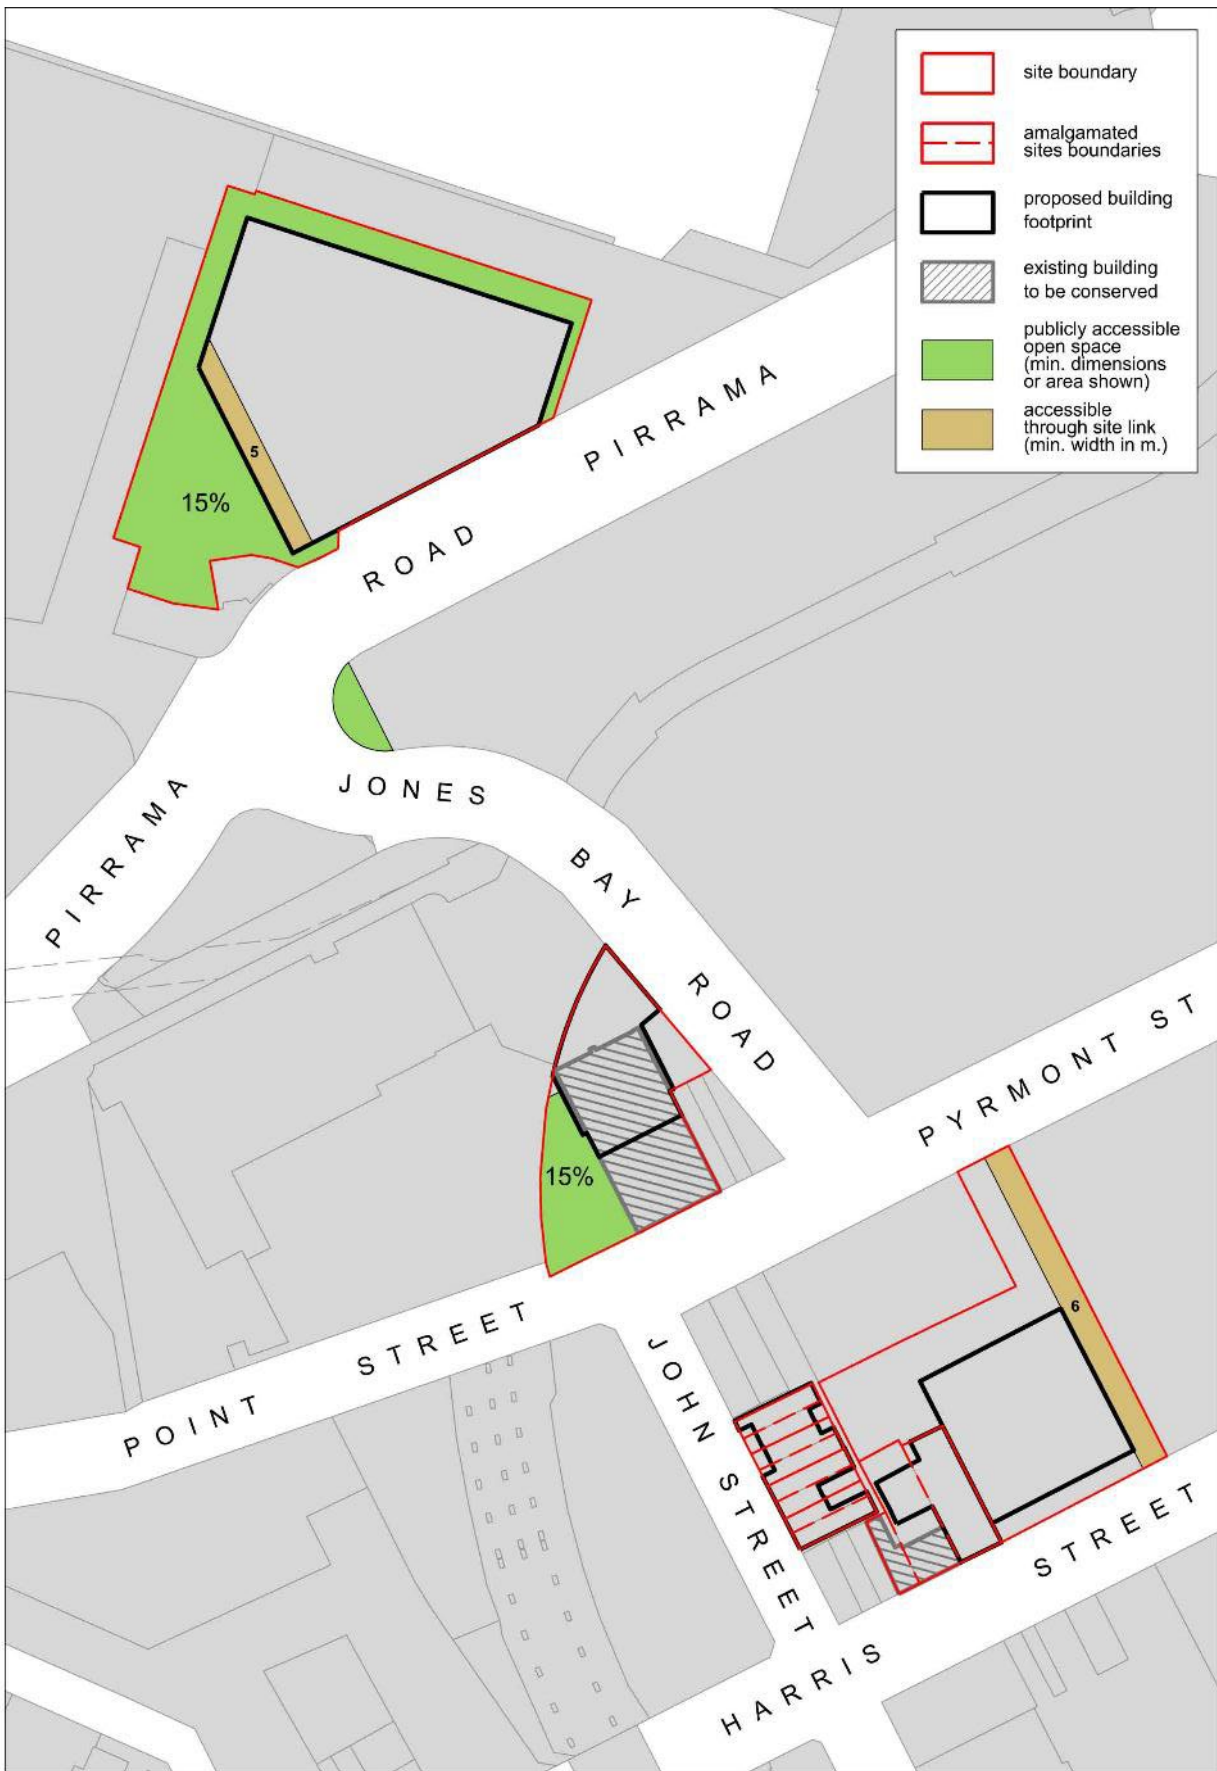 site boundary
amalgamated
sites boundaries
proposed building
footprint
existing building
to be conserved
publicly accessible
open space
(min. dimensions
or area shown)
accessible
through site link
(min. width in m.)
PIRRAMA
ROAD
5
15%
PIRRAMA
JONES
BAY
ROAD
PYRMONT ST
15%
6
POINT STREET
JOHN STREET
HARRIS STREET